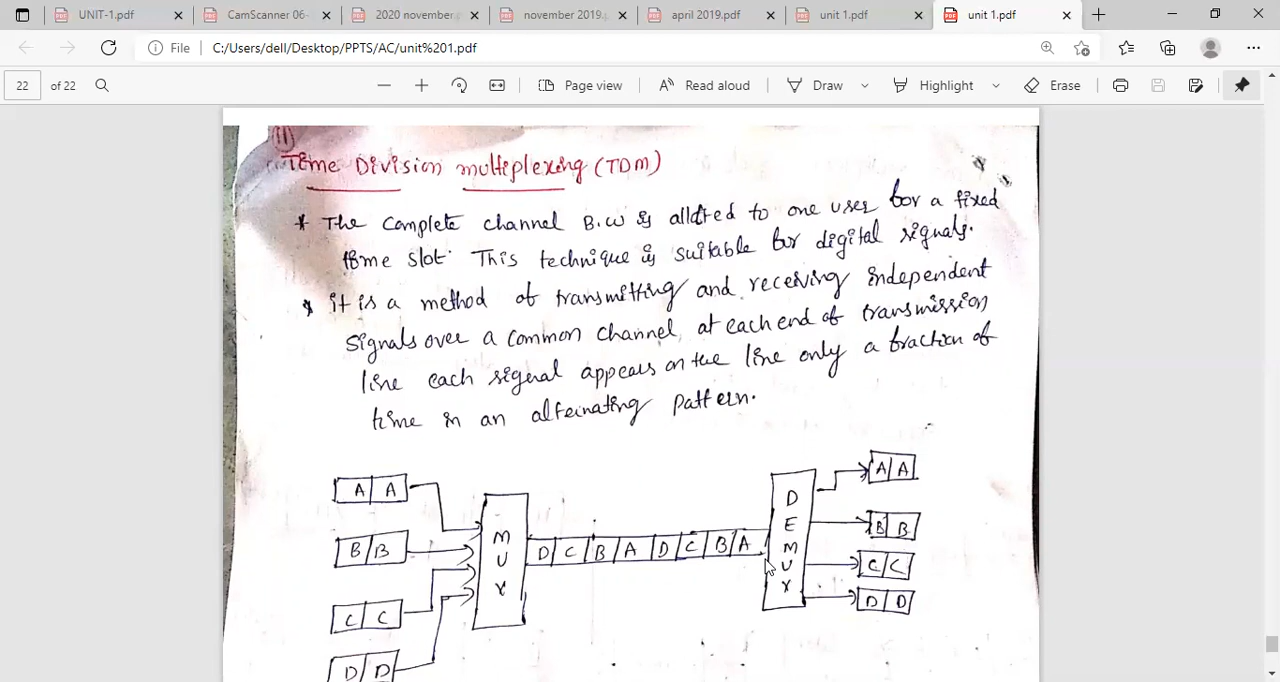 UNIT-1.pdf
CamScanner 06-
2020 november.p
november 2019.
april 2019.pdf
unit 1.pdf
unit 1.pdf
File C:/Users/dell/Desktop/PPTS/AC/unit%201.pdf
22 of 22 Page view Read aloud Draw Highlight Erase
11
Time Division multiplexing (TDM)
* The Complete channel B.W is allotted to one user for a fixed
time slot. This technique is suitable for digital signals.
* it is a method of transmitting and receiving independent
signals over a common channel, at each end of transmission
line each signal appears on the line only a fraction of
time in an alternating pattern.
A A
B B
C C
D D
MUX
D C B A D C B A
DEMUX
A A
B B
C C
D D